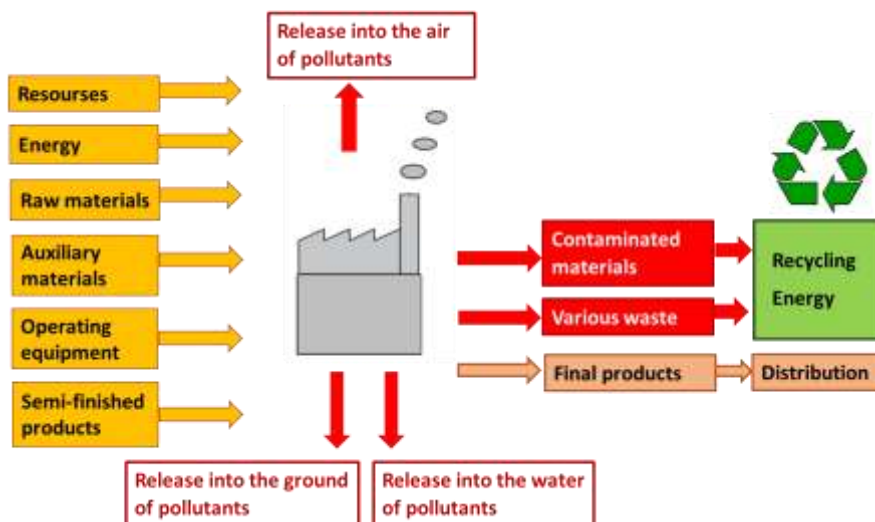 Release into the air
of pollutants
Resourses
Energy
Raw materials
Auxiliary
materials
Operating
equipment
Semi-finished
products
Contaminated
materials
Various waste
Final products
Recycling
Energy
Distribution
Release into the ground
of pollutants
Release into the water
of pollutants